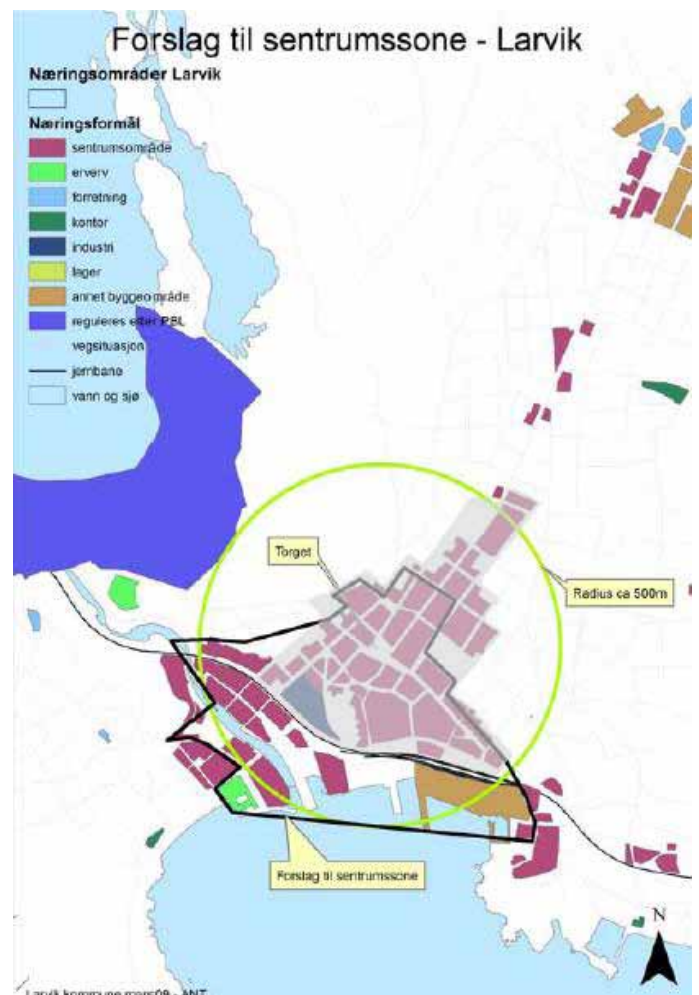 Forslag til sentrumssone - Larvik
Næringsområder Larvik
Næringsformål
sentrumsområde
erverv
forretning
kontor
industri
lager
annet byggeområde
reguleres etter PBL
vegsituasjon
jernbane
vann og sjø
Torget
Radius ca 500m
Forslag til sentrumssone
N
Larvik kommune mars09 - ANT